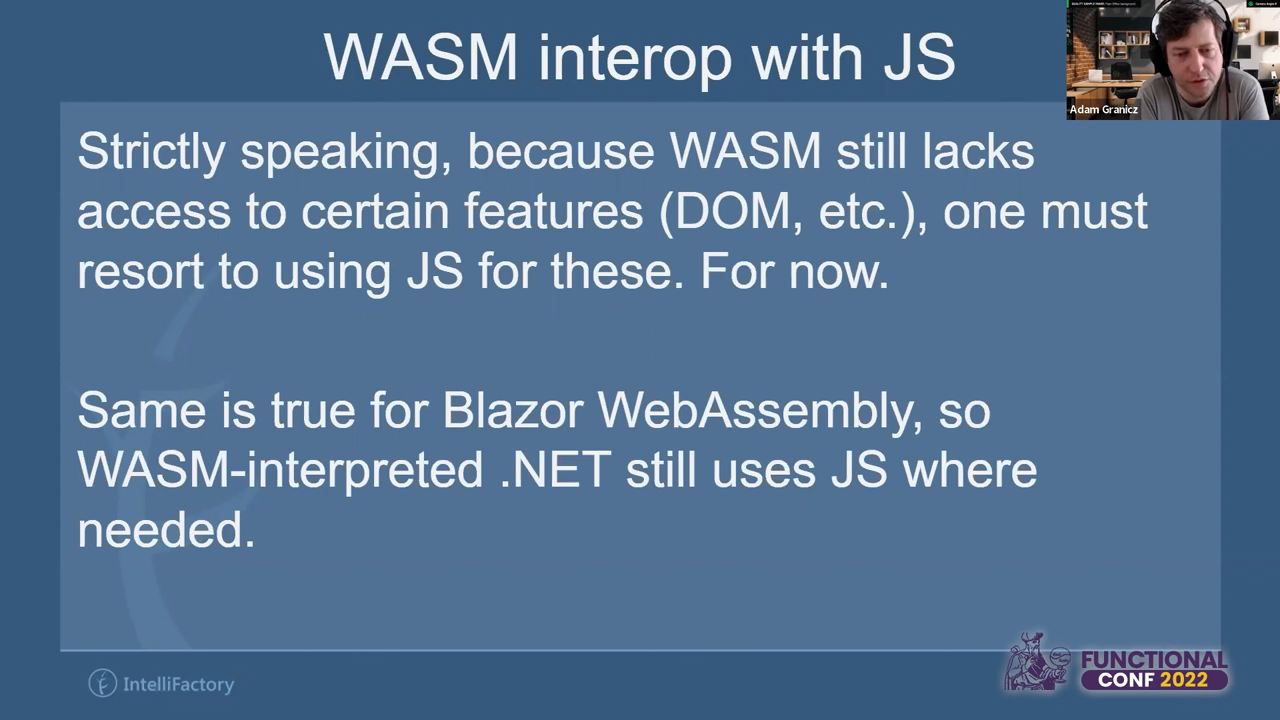 WASM interop with JS
Adam Granicz
Strictly speaking, because WASM still lacks
access to certain features (DOM, etc.), one must
resort to using JS for these. For now.
Same is true for Blazor WebAssembly, so
WASM-interpreted .NET still uses JS where
needed.
IntelliFactory
FUNCTIONAL
CONF 2022